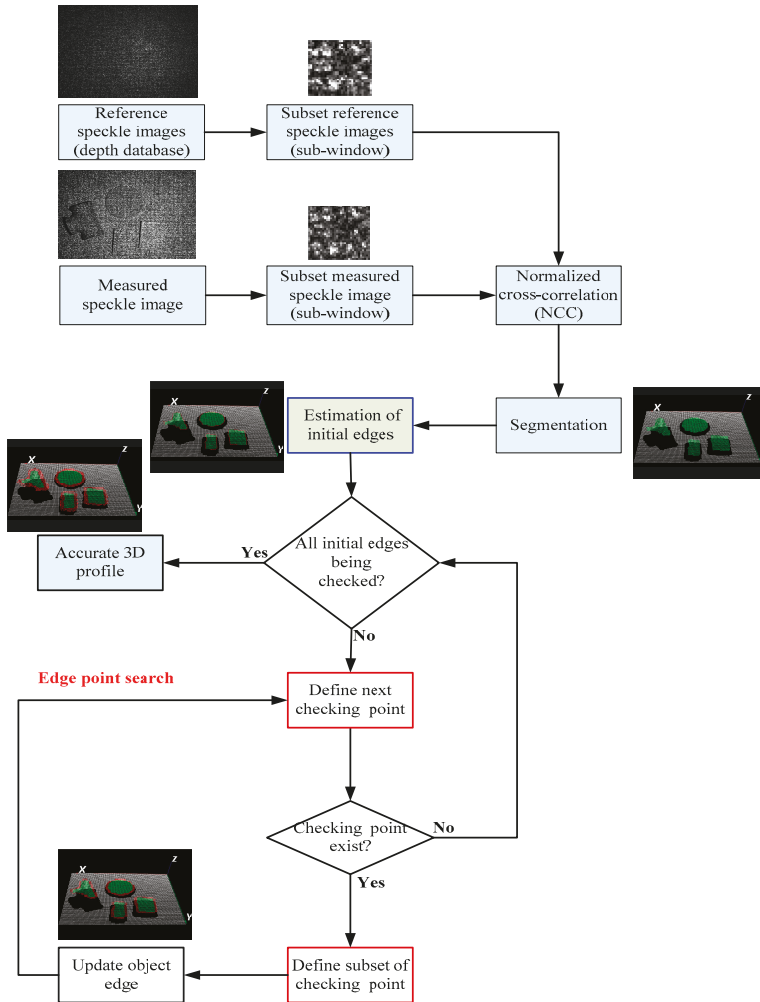 Reference
speckle images
(depth database)
Subset reference
speckle images
(sub-window)
Measured
speckle image
Subset measured
speckle image
(sub-window)
Normalized
cross-correlation
(NCC)
Segmentation
X
z
Estimation of
initial edges
X
z
Y
X
z
Y
Accurate 3D
profile
Yes
All initial edges
being
checked?
No
Edge point search
Define next
checking point
Checking point
exist?
No
Yes
X
z
Y
Update object
edge
Define subset of
checking point